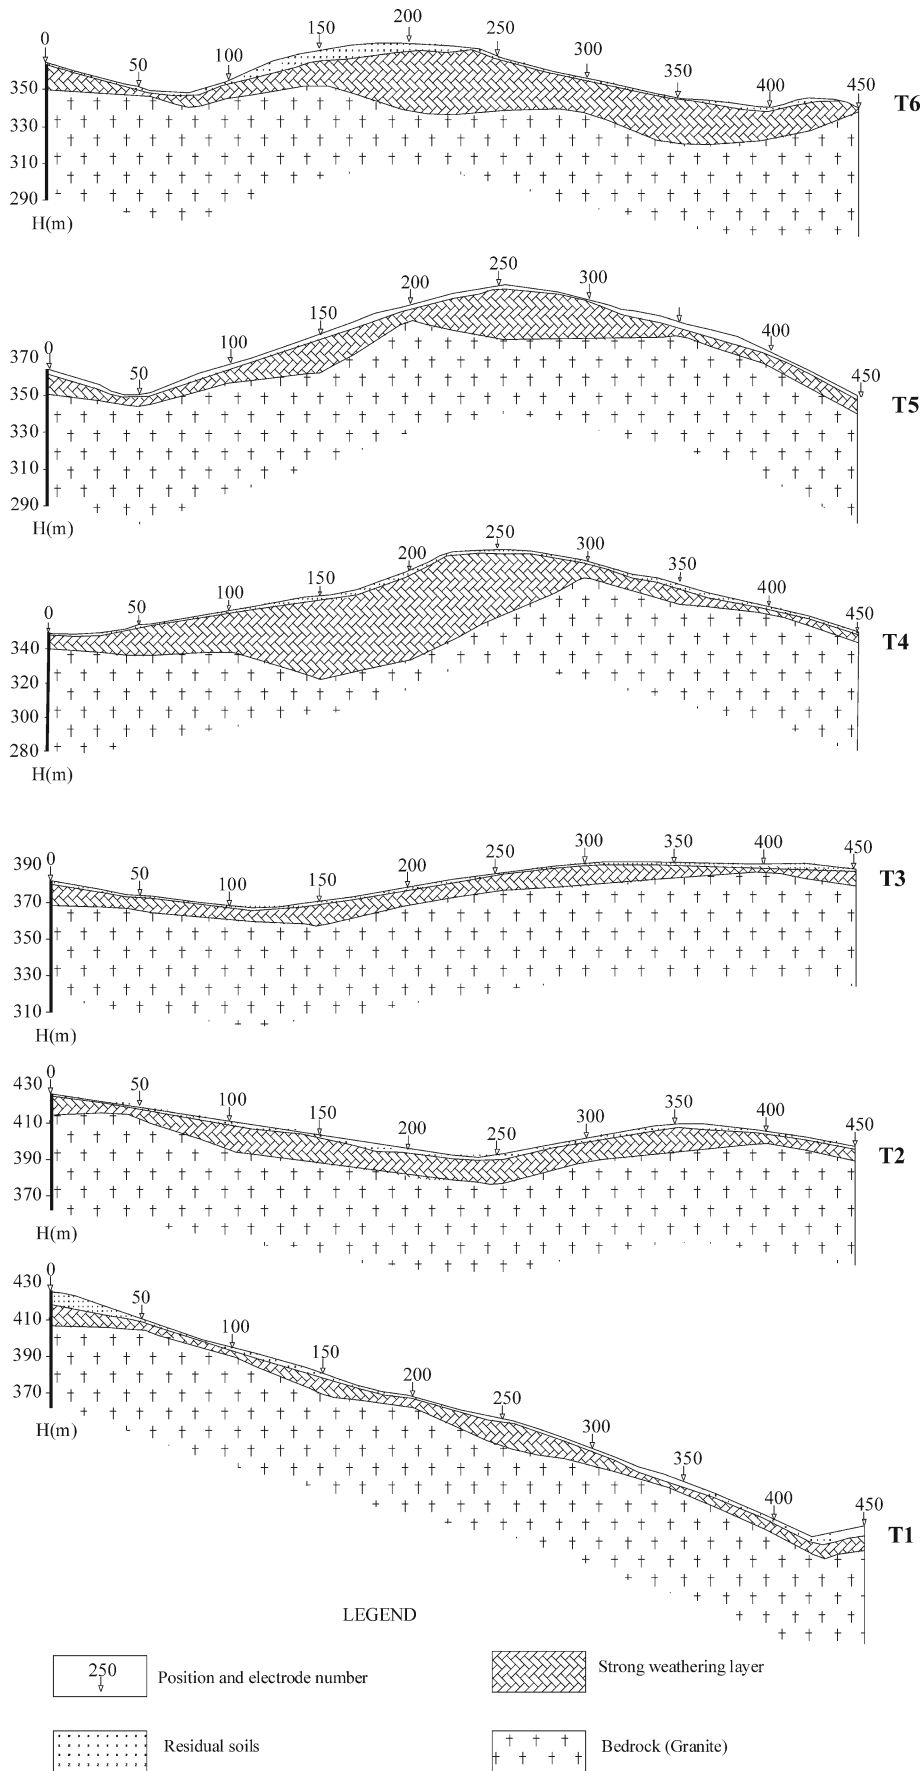 0 50 100 150 200 250 300 350 400 450
350
330
310
290
H(m)
T6
0 50 100 150 200 250 300 400 450
370
350
330
310
290
H(m)
T5
0 50 100 150 200 250 300 350 400 450
340
320
300
280
H(m)
T4
0 50 100 150 200 250 300 350 400 450
390
370
350
330
310
H(m)
T3
0 50 100 150 200 250 300 350 400 450
430
410
390
370
H(m)
T2
0 50 100 150 200 250 300 350 400 450
430
410
390
370
H(m)
T1
LEGEND
250 Position and electrode number
Strong weathering layer
Residual soils
Bedrock (Granite)